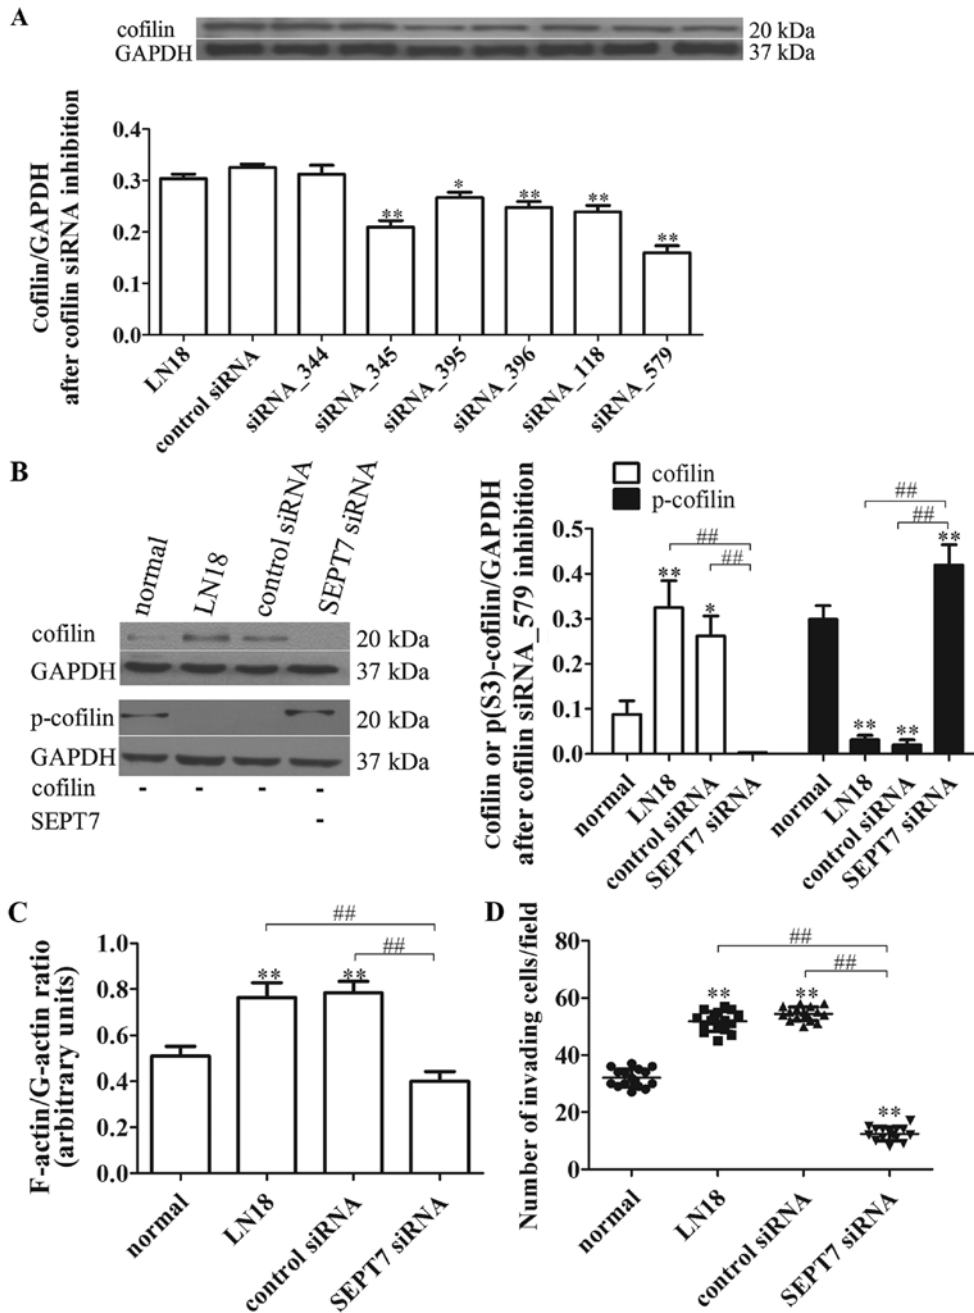 A
cofilin 20 kDa
GAPDH 37 kDa
Cofilin/GAPDH
after cofilin siRNA inhibition
0.4
0.3
0.2
0.1
0.0
** * ** ** **
LN18 control siRNA siRNA_344 siRNA_345 siRNA_395 siRNA_396 siRNA_118 siRNA_579
B
normal LN18 control siRNA SEPT7 siRNA
cofilin 20 kDa
GAPDH 37 kDa
p-cofilin 20 kDa
GAPDH 37 kDa
cofilin - - -
SEPT7 -
cofilin
p-cofilin
Cofilin or p(S3)-cofilin/GAPDH
after cofilin siRNA_579 inhibition
0.5
0.4
0.3
0.2
0.1
0.0
## ## ** * ## ## ** ** **
normal LN18 control siRNA SEPT7 siRNA normal LN18 control siRNA SEPT7 siRNA
C
F-actin/G-actin ratio
(arbitrary units)
1.0
0.8
0.6
0.4
0.2
0.0
## ## ** **
normal LN18 control siRNA SEPT7 siRNA
D
Number of invading cells/field
80
60
40
20
0
## ## ** ** **
normal LN18 control siRNA SEPT7 siRNA